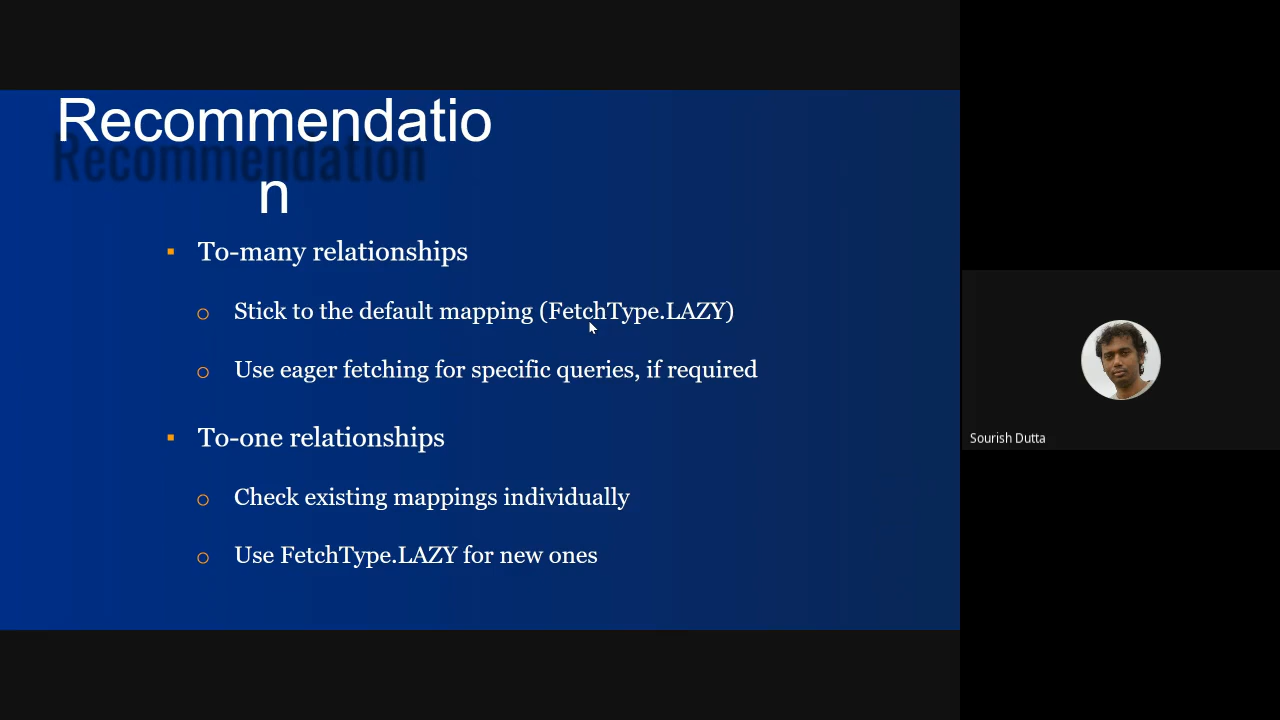 Recommendatio
Recommendation
n
To-many relationships
Stick to the default mapping (FetchType.LAZY)
Use eager fetching for specific queries, if required
To-one relationships
Check existing mappings individually
Use FetchType.LAZY for new ones
Sourish Dutta